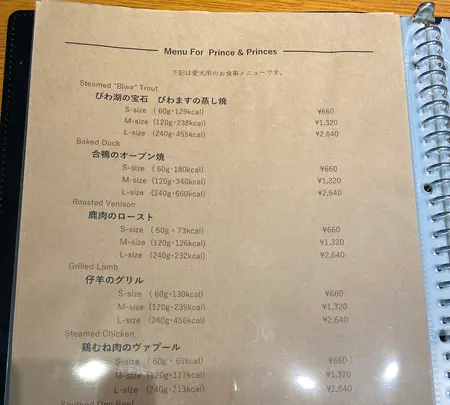 Menu For Prince & Princes
下記は愛犬用のお食事メニューです。
Steamed "Biwa" Trout
びわ湖の宝石 びわますの蒸し焼
S-size (60g・129kcal) ¥660
M-size (120g・238kcal) ¥1,320
L-size (240g・455kcal) ¥2,640
Baked Duck
合鴨のオーブン焼
S-size (60g・180kcal) ¥660
M-size (120g・340kcal) ¥1,320
L-size (240g・660kcal) ¥2,640
Roasted Venison
鹿肉のロースト
S-size (60g・73kcal) ¥660
M-size (120g・126kcal) ¥1,320
L-size (240g・232kcal) ¥2,640
Grilled Lamb
仔羊のグリル
S-size (60g・130kcal) ¥660
M-size (120g・239kcal) ¥1,320
L-size (240g・456kcal) ¥2,640
Steamed Chicken
鶏むね肉のヴァプール
S-size (60g・69kcal) ¥660
M-size (120g・117kcal) ¥1,320
L-size (240g・213kcal) ¥2,640
Sauteed Omi Beef